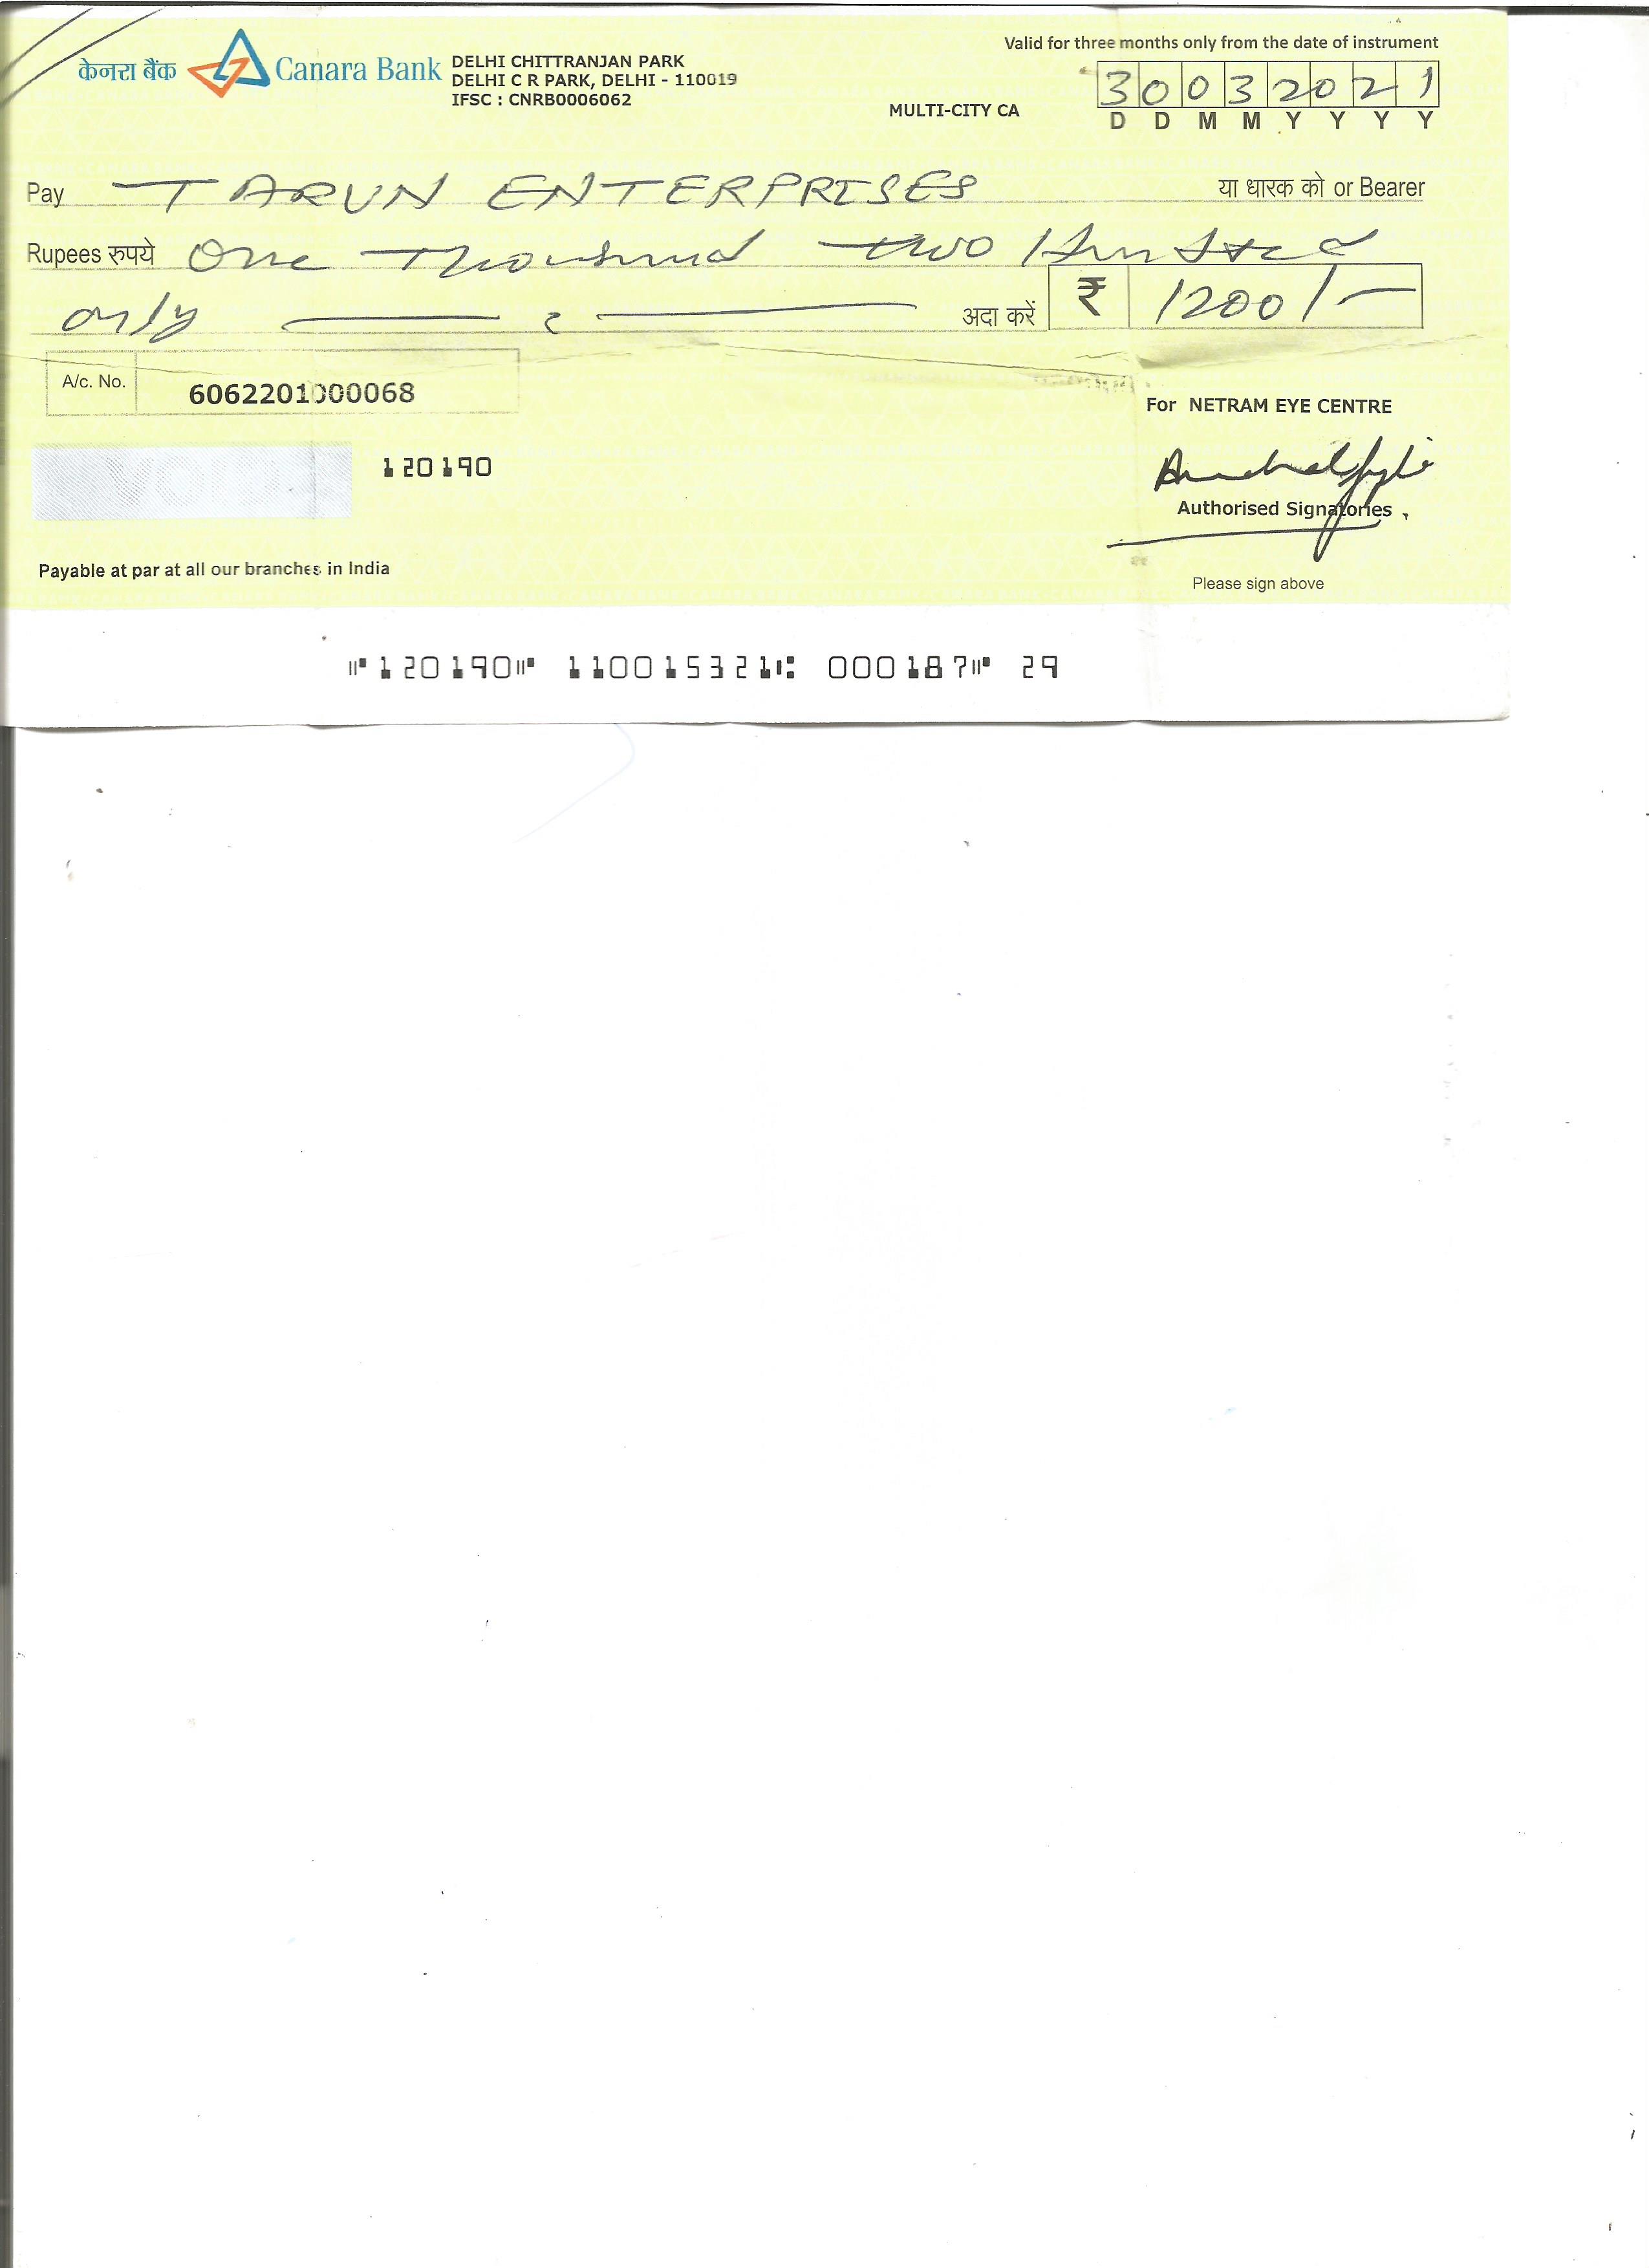 केनरा बैंक Canara Bank DELHI CHITTRANJAN PARK
DELHI C R PARK, DELHI - 110019
IFSC : CNRB0006062
Valid for three months only from the date of instrument
MULTI-CITY CA
3 0 0 3 2 0 2 1
D D M M Y Y Y Y
Pay TARUN ENTERPRISES या धारक को or Bearer
Rupees रुपये One Thousand two Hundred
only अदा करें ₹ 1200/-
A/c. No. 6062201000068
For NETRAM EYE CENTRE
VOID
120190
Authorised Signatories
Payable at par at all our branches in India
Please sign above
⑈120190⑈ 110015321⑆ 000187⑈ 29